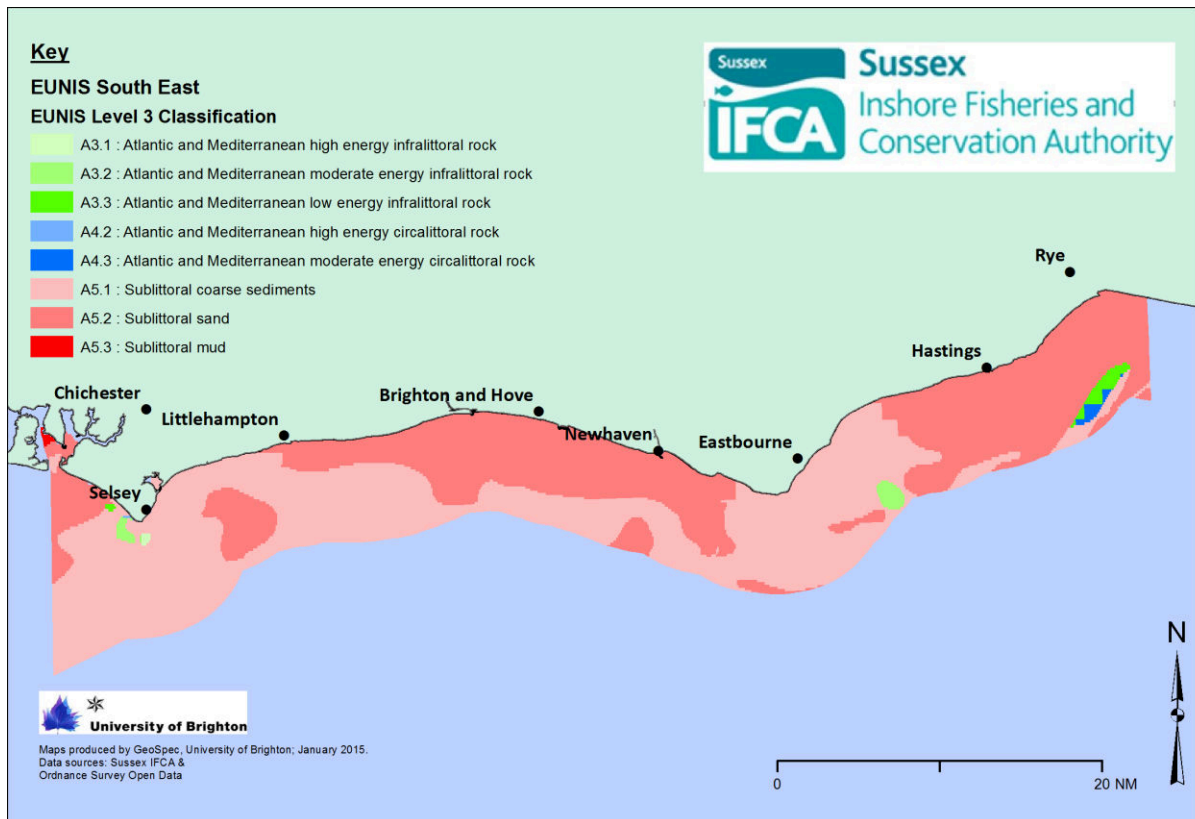 Key
EUNIS South East
EUNIS Level 3 Classification
A3.1 : Atlantic and Mediterranean high energy infralittoral rock
A3.2 : Atlantic and Mediterranean moderate energy infralittoral rock
A3.3 : Atlantic and Mediterranean low energy infralittoral rock
A4.2 : Atlantic and Mediterranean high energy circalittoral rock
A4.3 : Atlantic and Mediterranean moderate energy circalittoral rock
A5.1 : Sublittoral coarse sediments
A5.2 : Sublittoral sand
A5.3 : Sublittoral mud
Sussex
IFCA
Sussex
Inshore Fisheries and
Conservation Authority
Rye
Hastings
Chichester
Brighton and Hove
Littlehampton
Newhaven
Eastbourne
Selsey
N
University of Brighton
Maps produced by GeoSpec, University of Brighton; January 2015.
Data sources: Sussex IFCA &
Ordnance Survey Open Data
0
20 NM